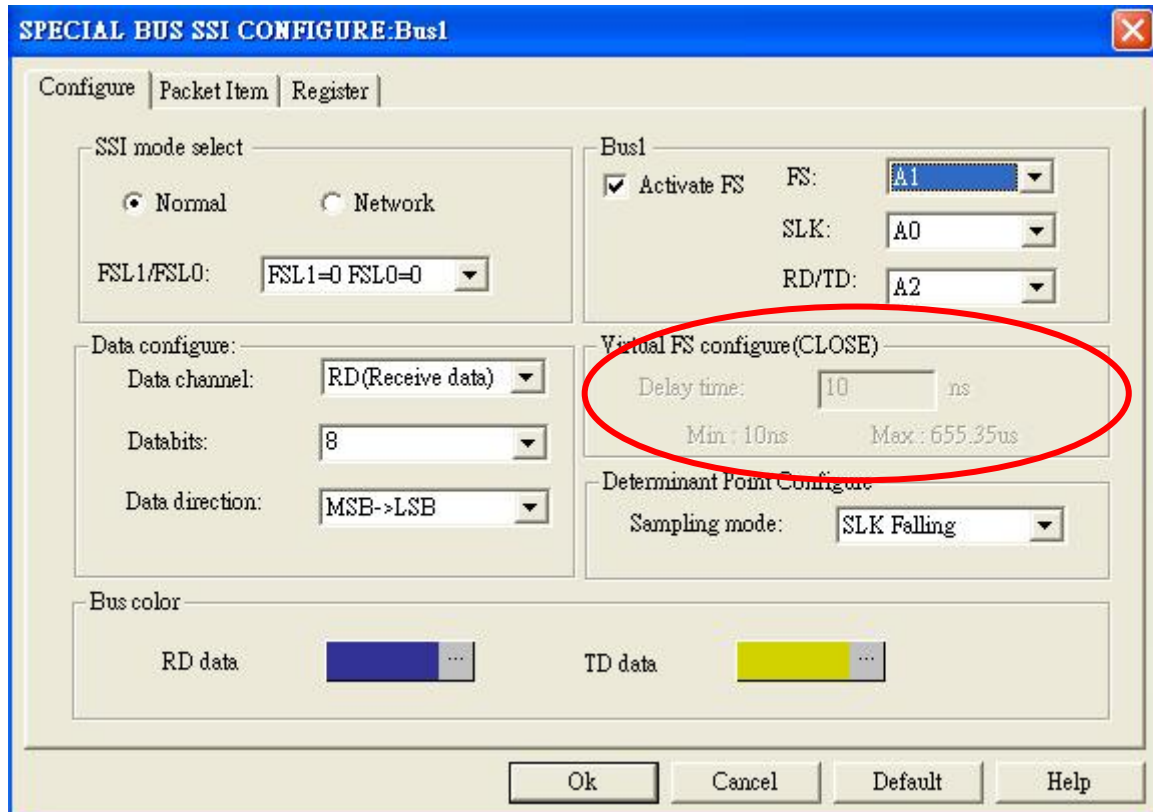 SPECIAL BUS SSI CONFIGURE:Bus1
Configure
Packet Item
Register
SSI mode select
Normal
Network
FSL1/FSL0:
FSL1=0 FSL0=0
Bus1
Activate FS
FS:
A1
SLK:
A0
RD/TD:
A2
Data configure:
Data channel:
RD(Receive data)
Databits:
8
Data direction:
MSB->LSB
Virtual FS configure(CLOSE)
Delay time:
10
ns
Min : 10ns
Max : 655.35us
Determinant Point Configure
Sampling mode:
SLK Falling
Bus color
RD data
...
TD data
...
Ok
Cancel
Default
Help